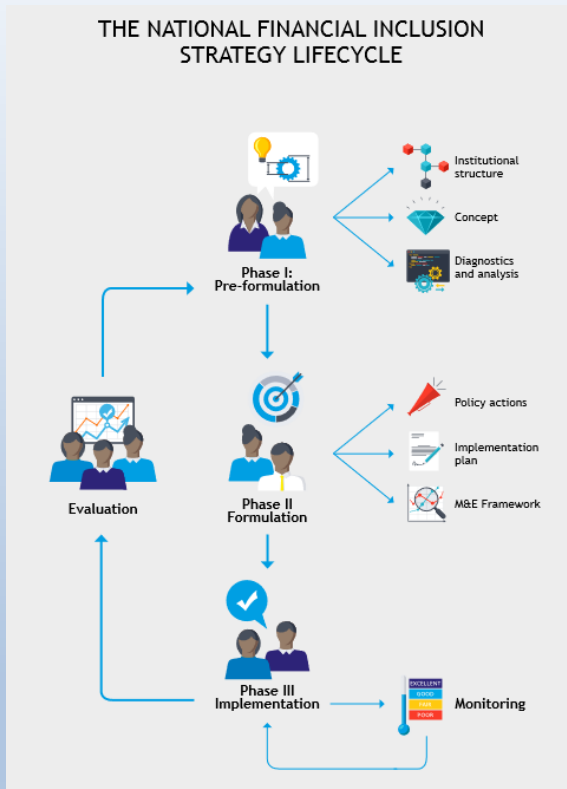 THE NATIONAL FINANCIAL INCLUSION
STRATEGY LIFECYCLE
Institutional
structure
Concept
Diagnostics
and analysis
Phase I:
Pre-formulation
Policy actions
Implementation
plan
M&E Framework
Evaluation
Phase II
Formulation
Phase III
Implementation
EXCELLENT
GOOD
FAIR
POOR
Monitoring